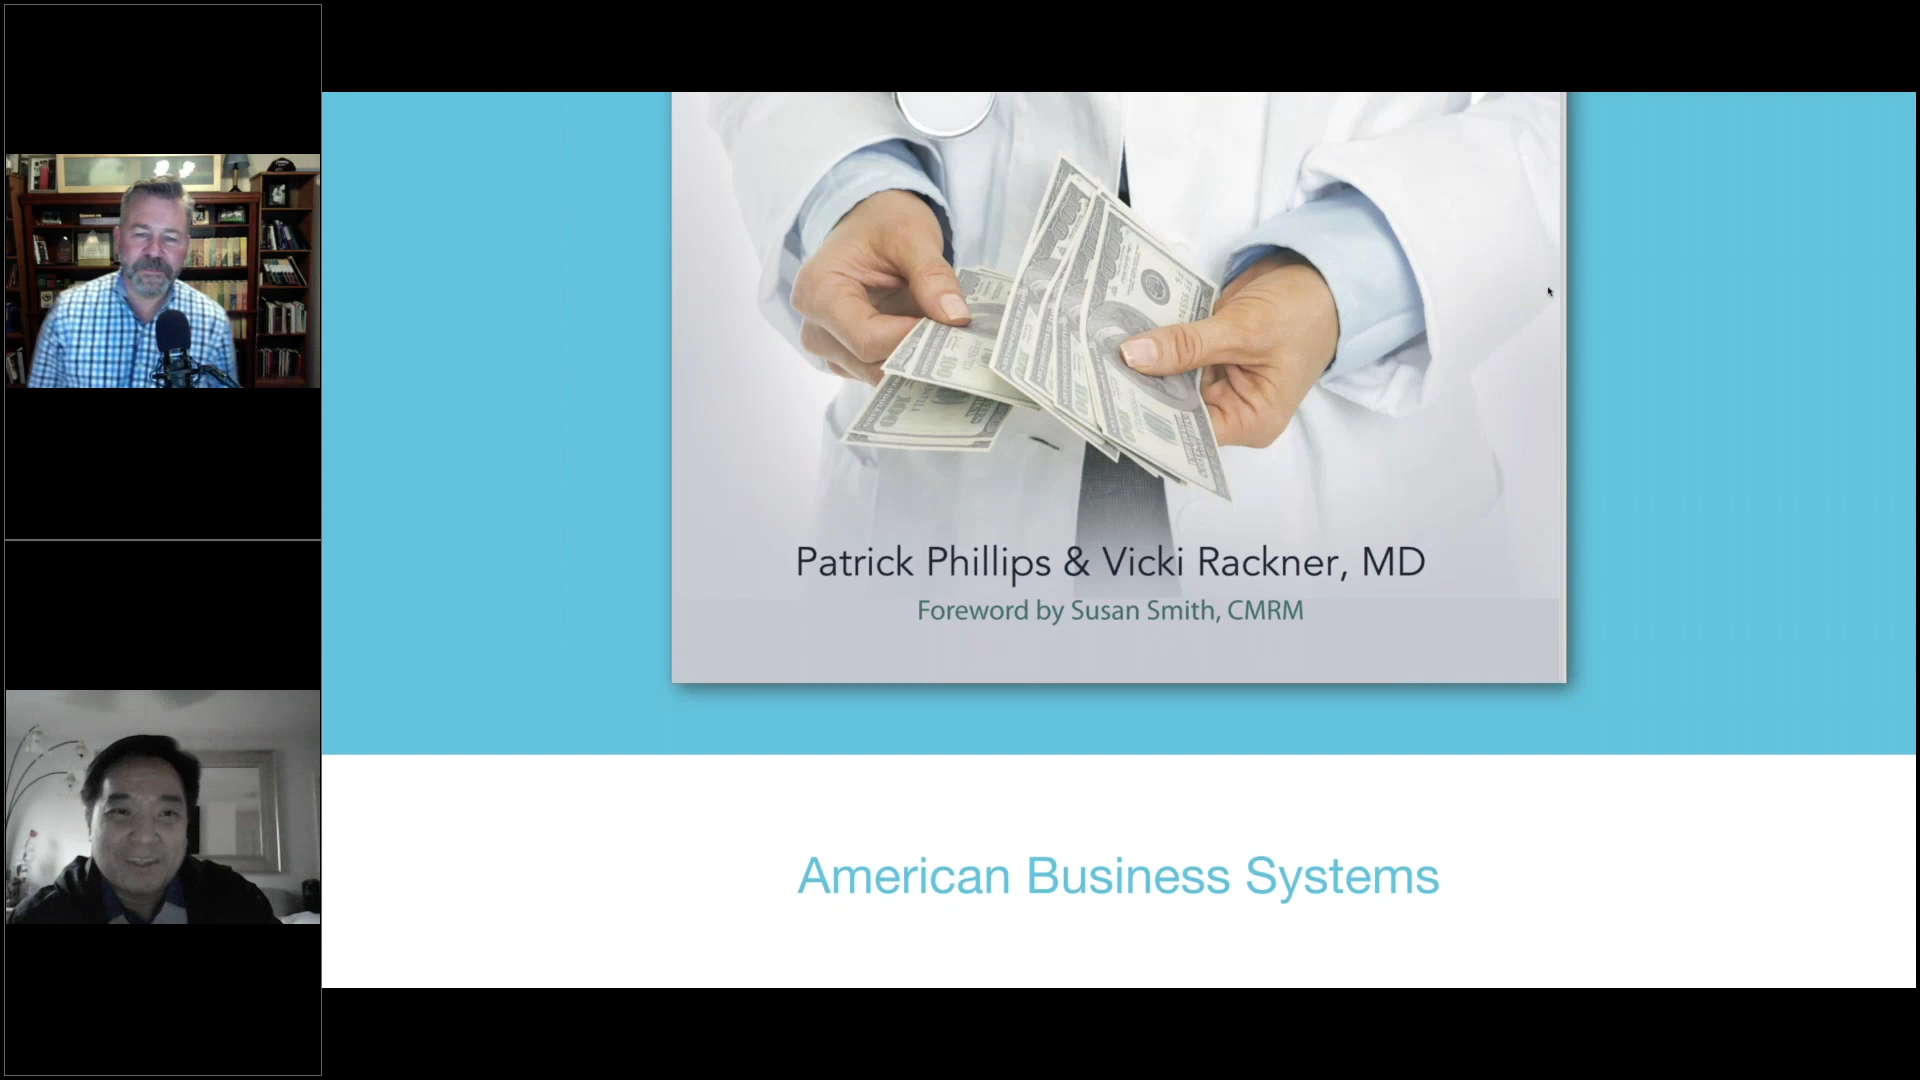 Patrick Phillips & Vicki Rackner, MD
Foreword by Susan Smith, CMRM
American Business Systems